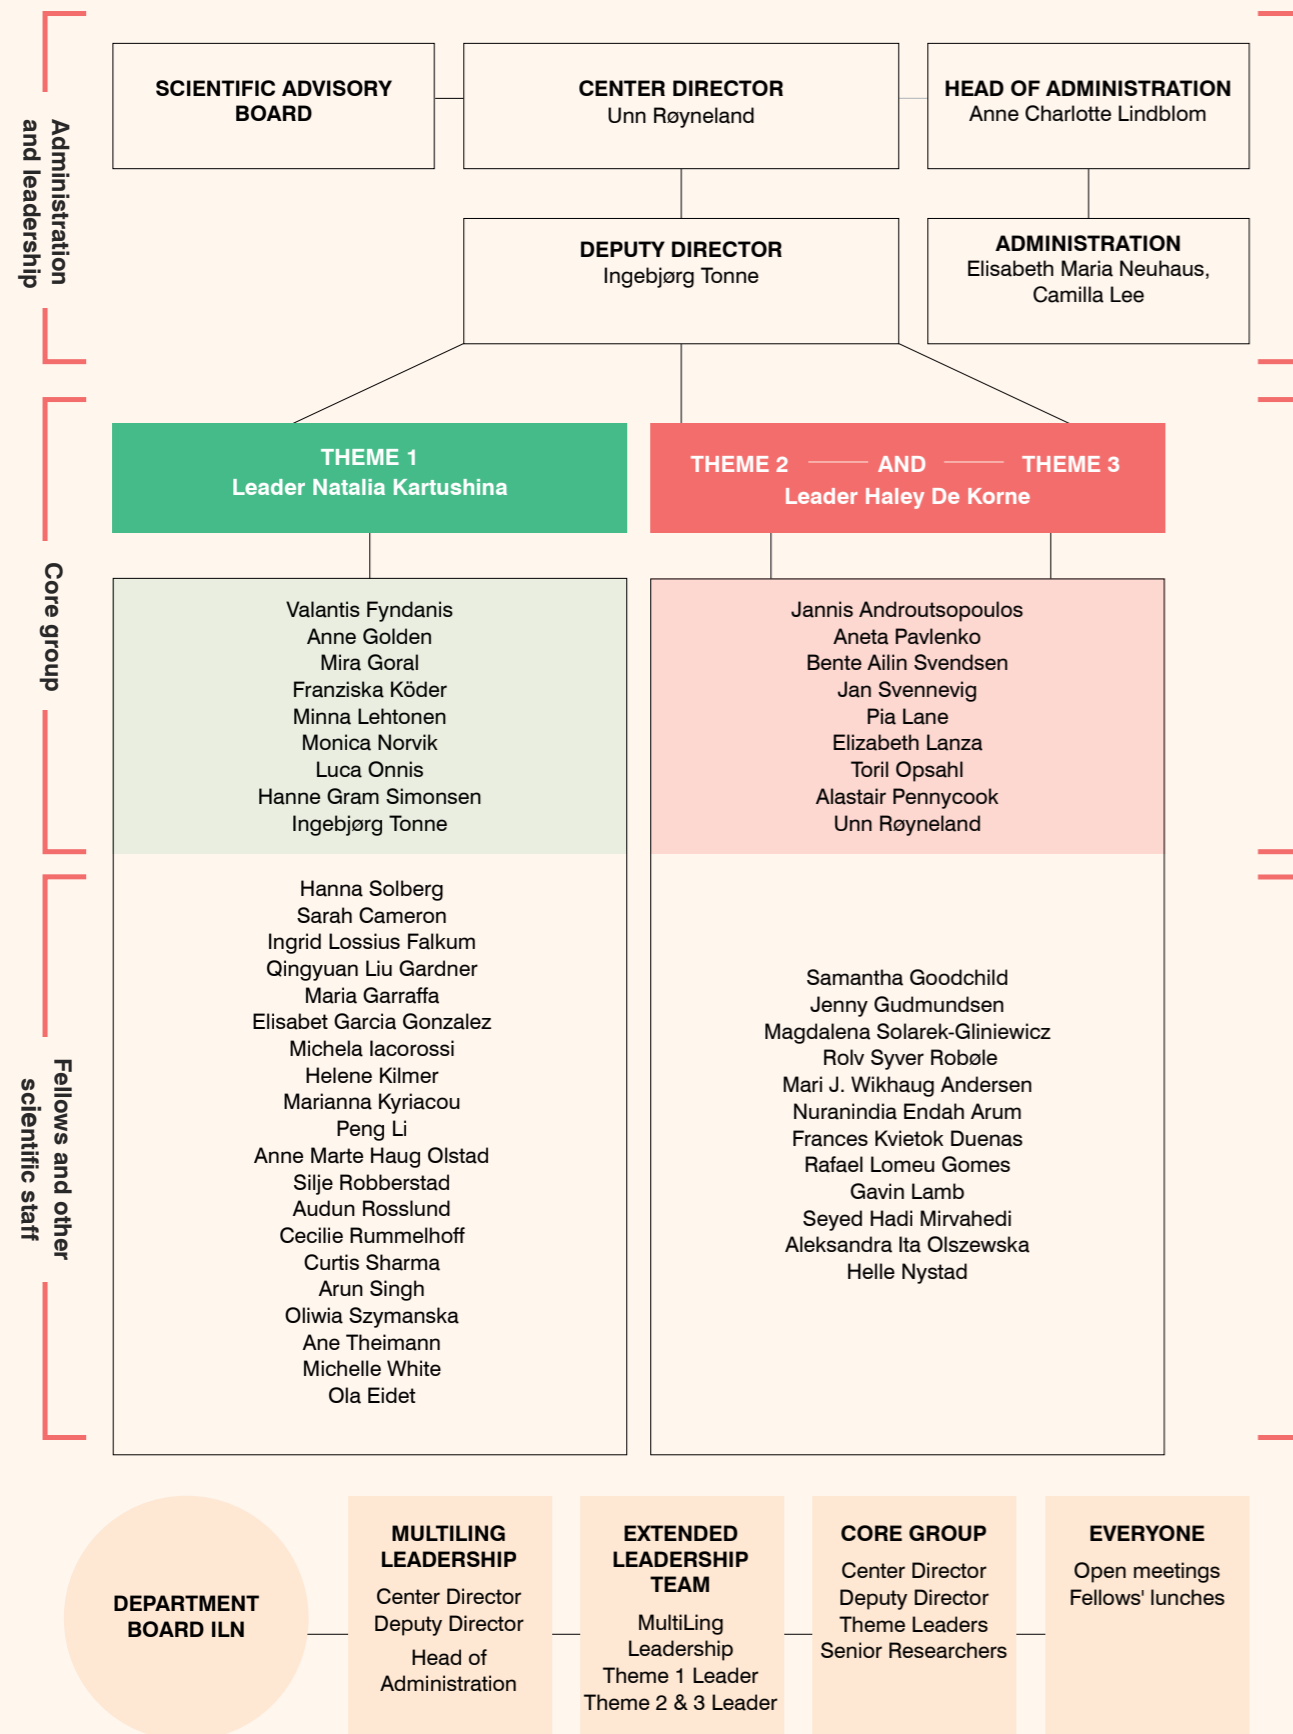 Administration
and leadership
SCIENTIFIC ADVISORY
BOARD
CENTER DIRECTOR
Unn Røyneland
HEAD OF ADMINISTRATION
Anne Charlotte Lindblom
DEPUTY DIRECTOR
Ingebjørg Tonne
ADMINISTRATION
Elisabeth Maria Neuhaus,
Camilla Lee
Core group
THEME 1
Leader Natalia Kartushina
THEME 2 AND THEME 3
Leader Haley De Korne
Valantis Fyndanis
Anne Golden
Mira Goral
Franziska Köder
Minna Lehtonen
Monica Norvik
Luca Onnis
Hanne Gram Simonsen
Ingebjørg Tonne
Jannis Androutsopoulos
Aneta Pavlenko
Bente Ailin Svendsen
Jan Svennevig
Pia Lane
Elizabeth Lanza
Toril Opsahl
Alastair Pennycook
Unn Røyneland
Fellows and other
scientific staff
Hanna Solberg
Sarah Cameron
Ingrid Lossius Falkum
Qingyuan Liu Gardner
Maria Garraffa
Elisabet Garcia Gonzalez
Michela Iacorossi
Helene Kilmer
Marianna Kyriacou
Peng Li
Anne Marte Haug Olstad
Silje Robberstad
Audun Rosslund
Cecilie Rummelhoff
Curtis Sharma
Arun Singh
Oliwia Szymanska
Ane Theimann
Michelle White
Ola Eidet
Samantha Goodchild
Jenny Gudmundsen
Magdalena Solarek-Gliniewicz
Rolv Syver Robøle
Mari J. Wikhaug Andersen
Nuranindia Endah Arum
Frances Kvietok Duenas
Rafael Lomeu Gomes
Gavin Lamb
Seyed Hadi Mirvahedi
Aleksandra Ita Olszewska
Helle Nystad
DEPARTMENT
BOARD ILN
MULTILING
LEADERSHIP
Center Director
Deputy Director
Head of
Administration
EXTENDED
LEADERSHIP
TEAM
MultiLing
Leadership
Theme 1 Leader
Theme 2 & 3 Leader
CORE GROUP
Center Director
Deputy Director
Theme Leaders
Senior Researchers
EVERYONE
Open meetings
Fellows' lunches